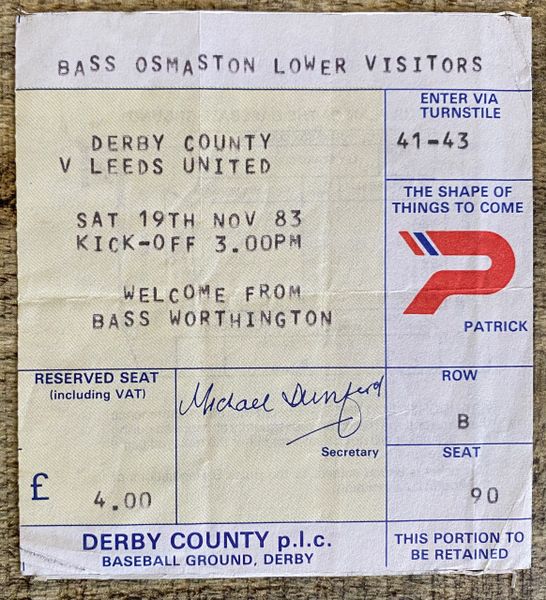 BASS OSMASTON LOWER VISITORS
DERBY COUNTY
V LEEDS UNITED
SAT 19TH NOV 83
KICK-OFF 3.00PM
WELCOME FROM
BASS WORTHINGTON
ENTER VIA
TURNSTILE
41-43
THE SHAPE OF
THINGS TO COME
PATRICK
RESERVED SEAT
(including VAT)
£ 4.00
Michael Dunford
Secretary
ROW
B
SEAT
90
DERBY COUNTY p.l.c.
BASEBALL GROUND, DERBY
THIS PORTION TO
BE RETAINED